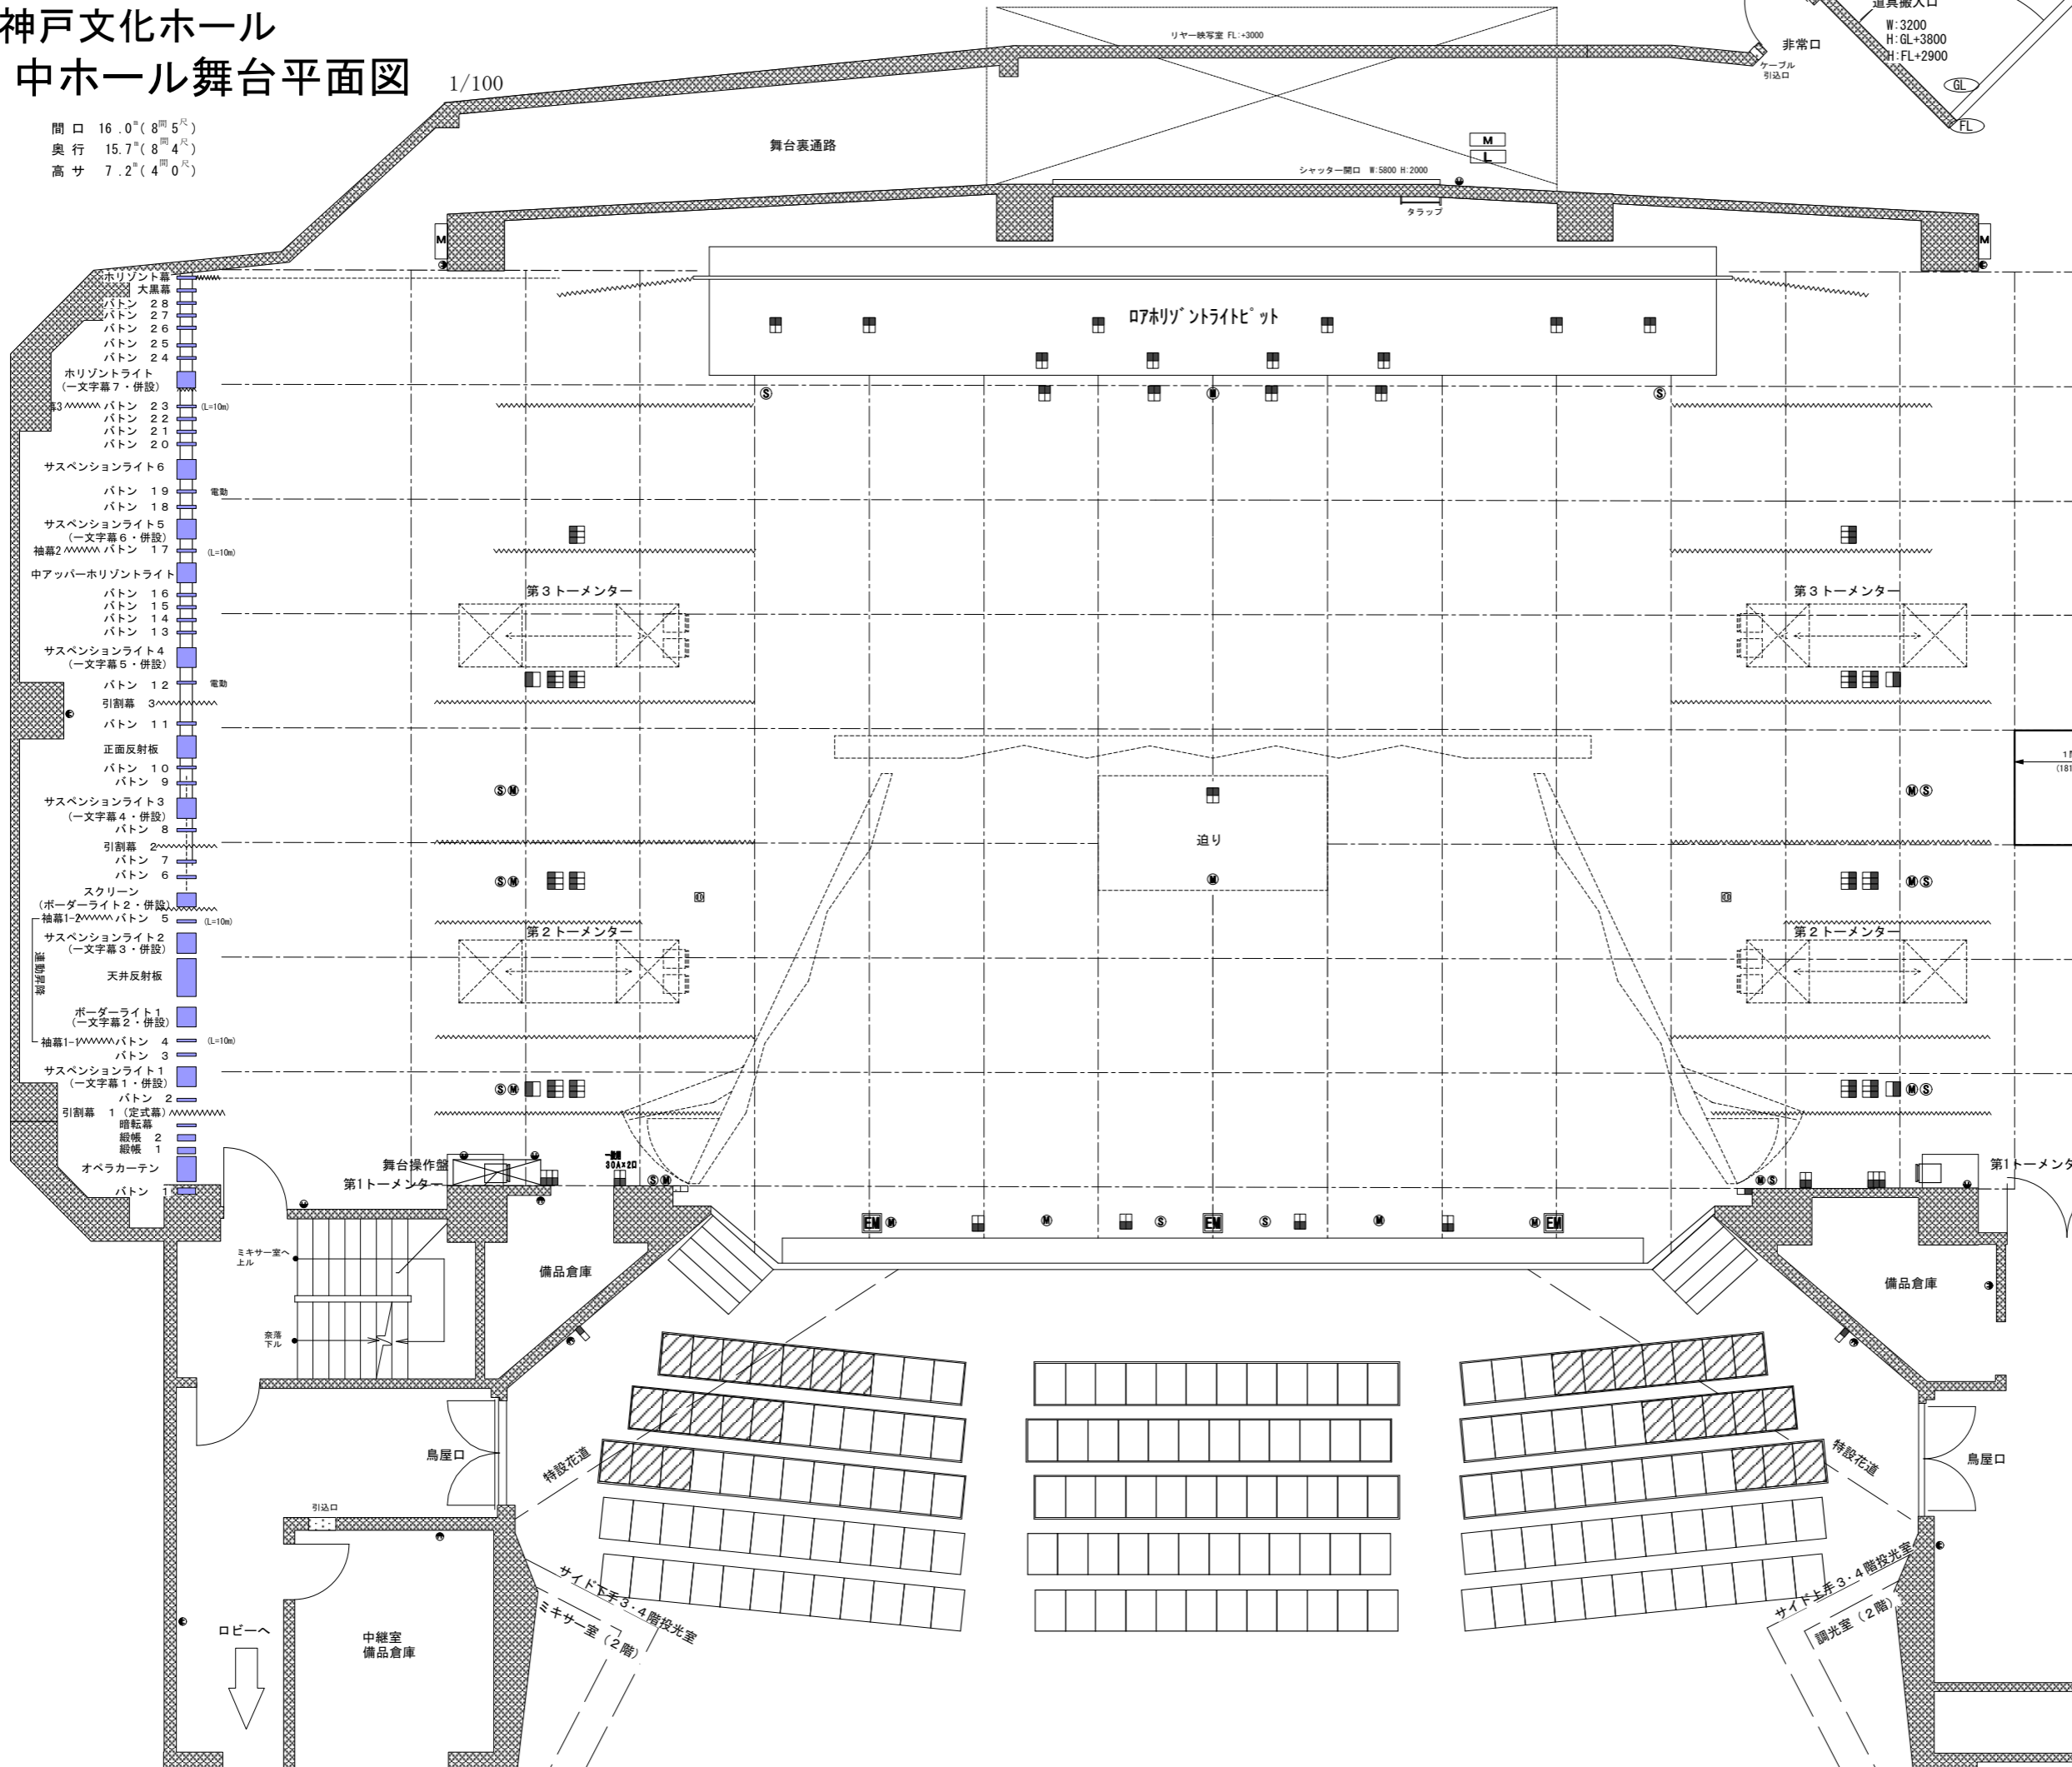 神戸文化ホール
中ホール舞台平面図
1/100
間口 16.0m(8間5尺)
奥行 15.7m(8間4尺)
高サ 7.2m(4間0尺)
リヤー映写室 FL:+3000
舞台裏通路
シャッター開口 W:5800 H:2000
タラップ
M
L
M
M
道具搬入口
W:3200
H:GL+3800
H:FL+2900
非常口
ケーブル
引込口
GL
FL
ホリゾント幕
大黒幕
バトン 28
バトン 27
バトン 26
バトン 25
バトン 24
ホリゾントライト
(一文字幕7・併設)
幕3 バトン 23 (L=10m)
バトン 22
バトン 21
バトン 20
サスペンションライト6
バトン 19 電動
バトン 18
サスペンションライト5
(一文字幕6・併設)
袖幕2 バトン 17 (L=10m)
中アッパーホリゾントライト
バトン 16
バトン 15
バトン 14
バトン 13
サスペンションライト4
(一文字幕5・併設)
バトン 12 電動
引割幕 3
バトン 11
正面反射板
バトン 10
バトン 9
サスペンションライト3
(一文字幕4・併設)
バトン 8
引割幕 2
バトン 7
バトン 6
スクリーン
(ボーダーライト2・併設)
袖幕1-2 バトン 5 (L=10m)
サスペンションライト2
(一文字幕3・併設)
連動昇降
天井反射板
ボーダーライト1
(一文字幕2・併設)
袖幕1-1 バトン 4 (L=10m)
バトン 3
サスペンションライト1
(一文字幕1・併設)
バトン 2
引割幕 1(定式幕)
暗転幕
緞帳 2
緞帳 1
オペラカーテン
バトン 1
ロアホリゾントライトピット
S
M
S
第3トーメンター
第3トーメンター
S M
M S
迫り
M
S M
M S
第2トーメンター
第2トーメンター
S M
M S
舞台操作盤
第1トーメンター
一般用
30A×2口
S M
M S
第1トーメンタ
EM M
M
S
EM
S
M
M EM
ミキサー室へ
上ル
奈落
下ル
備品倉庫
備品倉庫
鳥屋口
鳥屋口
特設花道
特設花道
引込口
ロビーへ
中継室
備品倉庫
サイド下手3・4階投光室
ミキサー室(2階)
サイド上手3・4階投光室
調光室(2階)